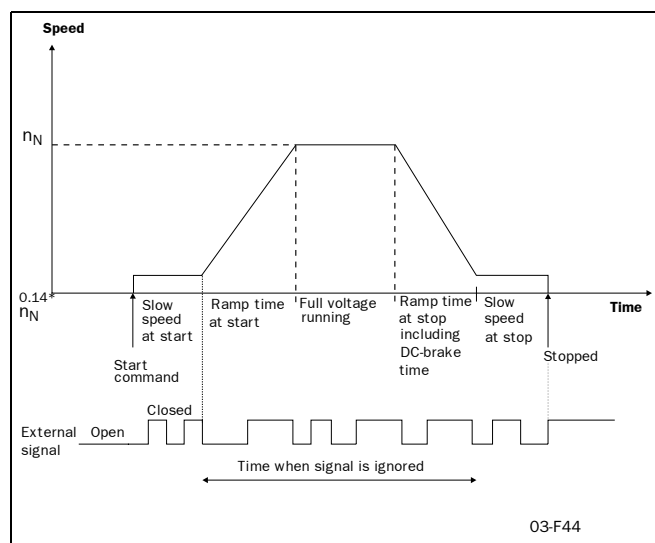 Speed
nN
0.14*
nN
Time
Slow
speed
at start
Ramp time
at start
Full voltage
running
Ramp time
at stop
including
DC-brake
time
Slow
speed
at stop
Start
command
Stopped
Closed
External
signal
Open
Time when signal is ignored
03-F44